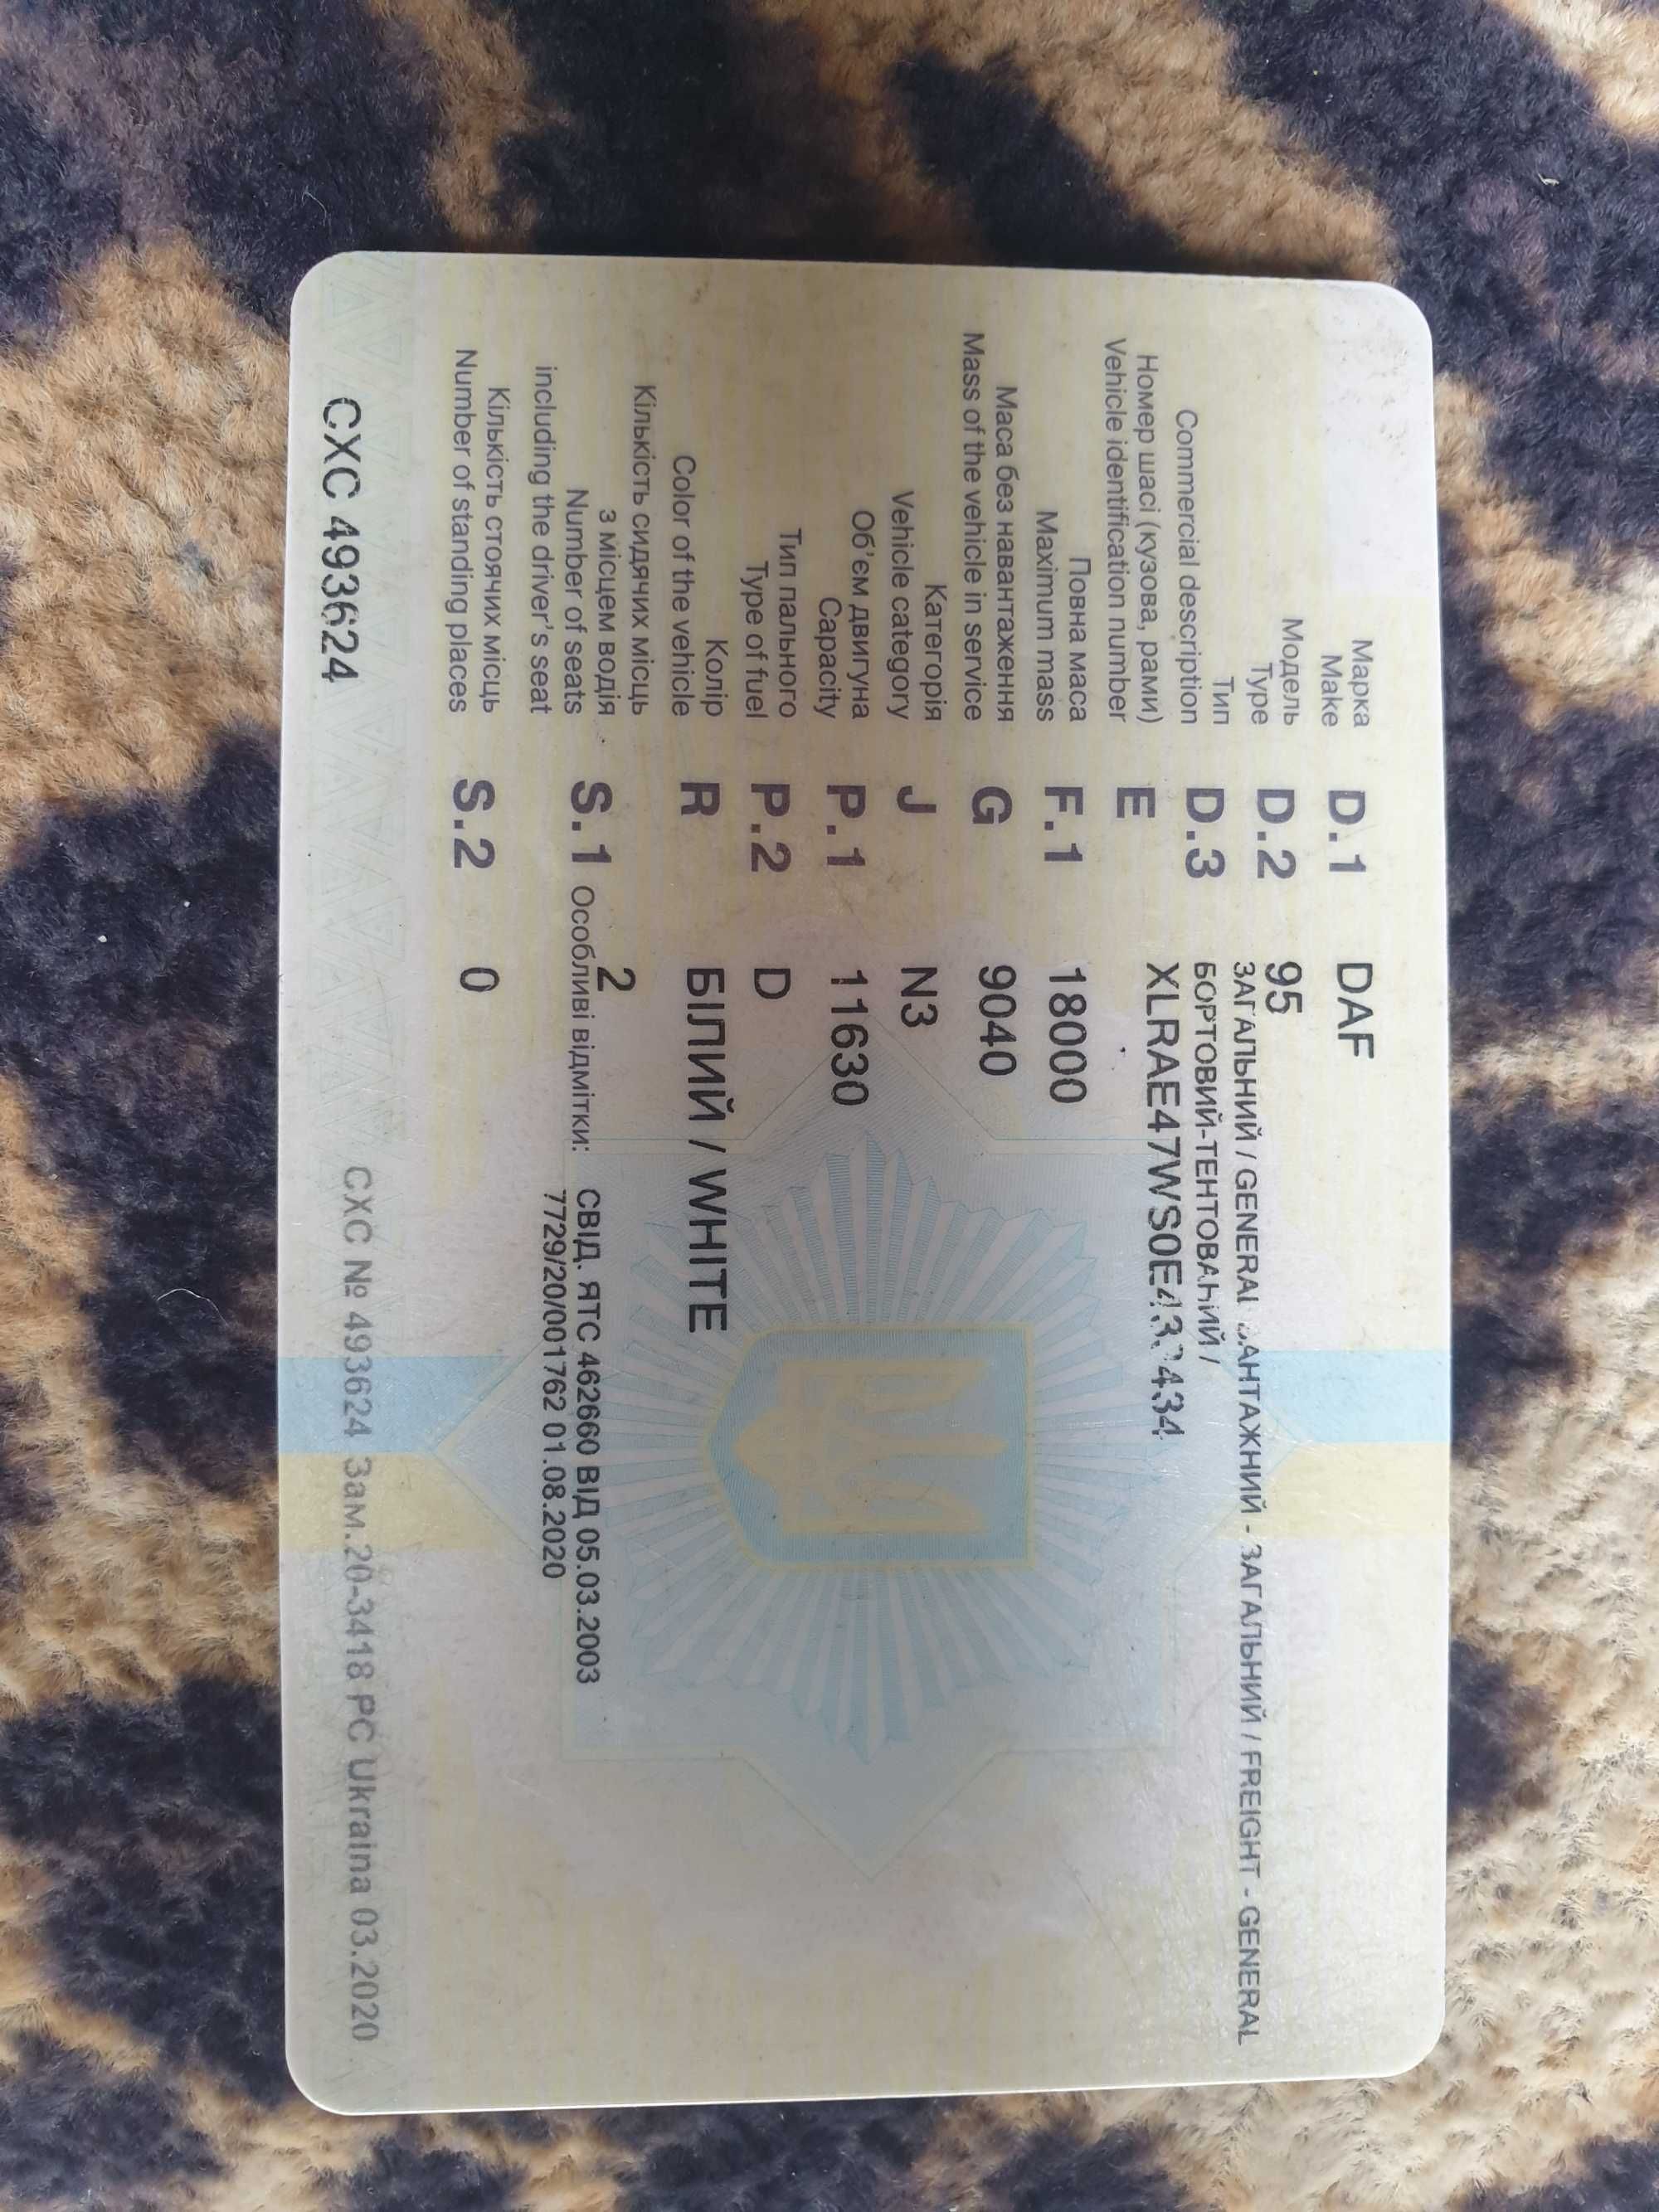 Марка
Make
D.1 DAF
Модель
Type
D.2 95
Тип
Commercial description
D.3 ЗАГАЛЬНИЙ / GENERAL - ЗАГАЛЬНИЙ / FREIGHT - GENERAL
БОРТОВИЙ-ТЕНТОВАНИЙ /
Номер шасі (кузова, рами)
Vehicle identification number
E
Повна маса
Maximum mass
F.1 18000
Маса без навантаження
Mass of the vehicle in service
G 9040
Категорія
Vehicle category
J N3
Об'єм двигуна
Capacity
P.1 11630
Тип пального
Type of fuel
P.2 D
Колір
Color of the vehicle
R БІЛИЙ / WHITE
Кількість сидячих місць
з місцем водія
Number of seats
including the driver's seat
S.1 2
Особливі відмітки: СВІД. ЯТС 462660 ВІД 05.03.2003
7729/20/001762 01.08.2020
Кількість стоячих місць
Number of standing places
S.2 0
СХС 493624
СХС № 493624 Зам.20-3418 PC Ukraina 03.2020